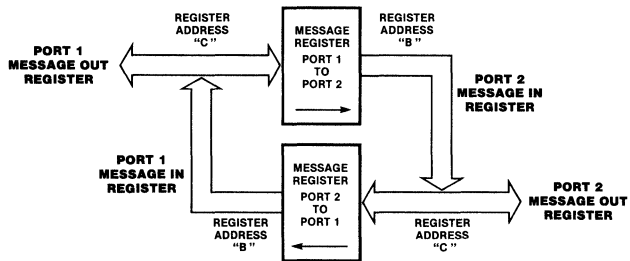 REGISTER
ADDRESS
"C"
PORT 1
MESSAGE OUT
REGISTER
MESSAGE
REGISTER
PORT 1
TO
PORT 2
REGISTER
ADDRESS
"B"
PORT 2
MESSAGE IN
REGISTER
PORT 1
MESSAGE IN
REGISTER
MESSAGE
REGISTER
PORT 2
TO
PORT 1
REGISTER
ADDRESS
"B"
REGISTER
ADDRESS
"C"
PORT 2
MESSAGE OUT
REGISTER